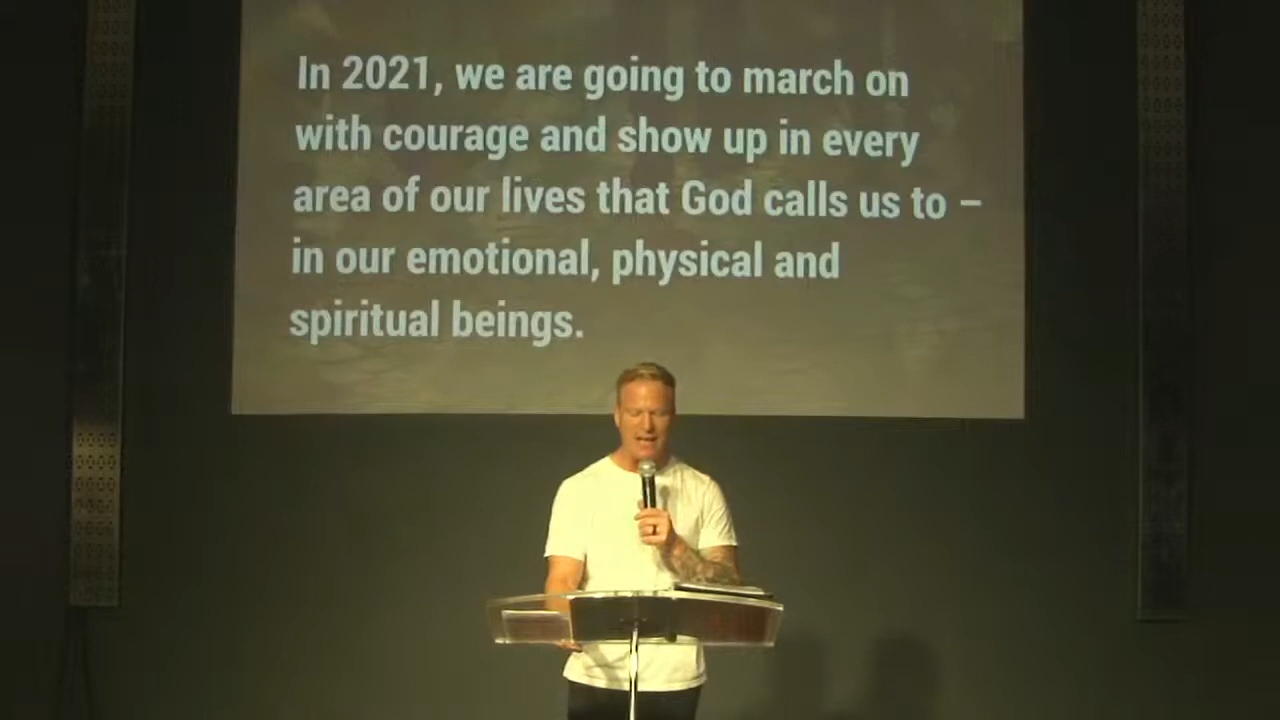 In 2021, we are going to march on
with courage and show up in every
area of our lives that God calls us to –
in our emotional, physical and
spiritual beings.